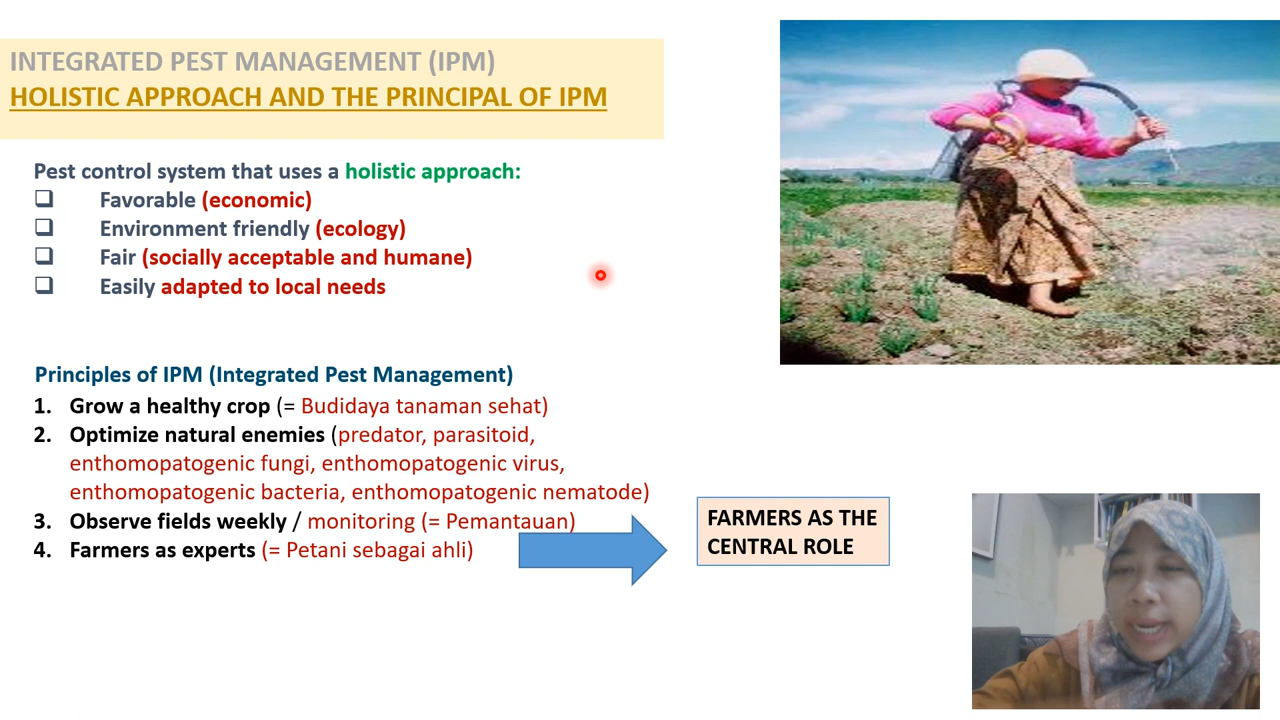 INTEGRATED PEST MANAGEMENT (IPM)
HOLISTIC APPROACH AND THE PRINCIPAL OF IPM
Pest control system that uses a holistic approach:
Favorable (economic)
Environment friendly (ecology)
Fair (socially acceptable and humane)
Easily adapted to local needs
Principles of IPM (Integrated Pest Management)
1. Grow a healthy crop (= Budidaya tanaman sehat)
2. Optimize natural enemies (predator, parasitoid,
enthomopatogenic fungi, enthomopatogenic virus,
enthomopatogenic bacteria, enthomopatogenic nematode)
3. Observe fields weekly / monitoring (= Pemantauan)
4. Farmers as experts (= Petani sebagai ahli)
FARMERS AS THE
CENTRAL ROLE